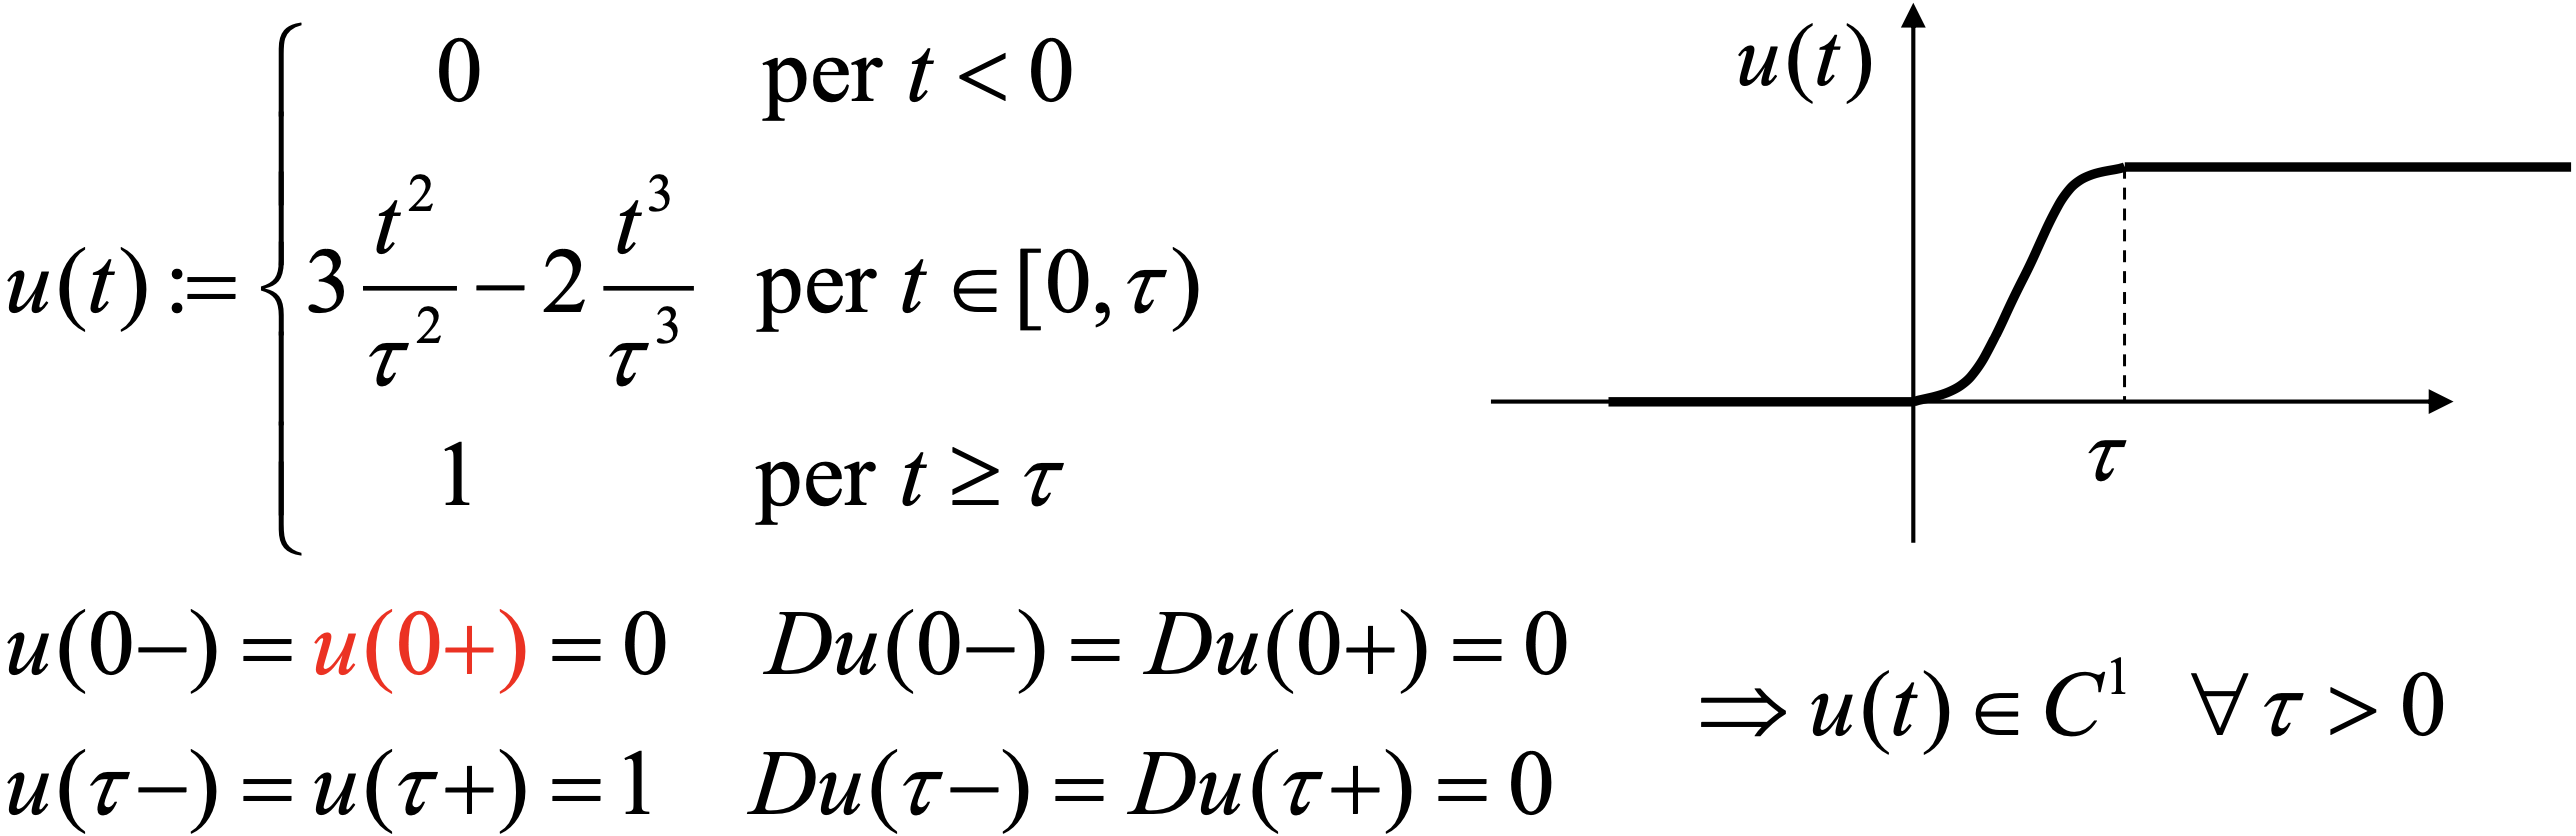 u(t) := { 0 per t < 0
3 t²/τ² − 2 t³/τ³ per t ∈ [0, τ)
1 per t ≥ τ
u(t)
τ
u(0−) = u(0+) = 0 Du(0−) = Du(0+) = 0
u(τ−) = u(τ+) = 1 Du(τ−) = Du(τ+) = 0
⇒ u(t) ∈ C¹ ∀ τ > 0